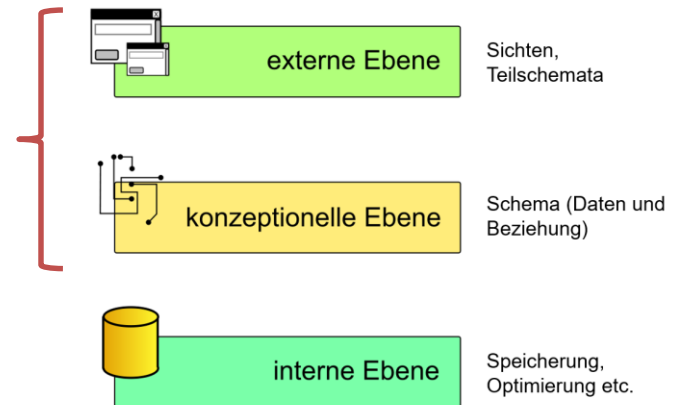 externe Ebene
Sichten,
Teilschemata
konzeptionelle Ebene
Schema (Daten und
Beziehung)
interne Ebene
Speicherung,
Optimierung etc.